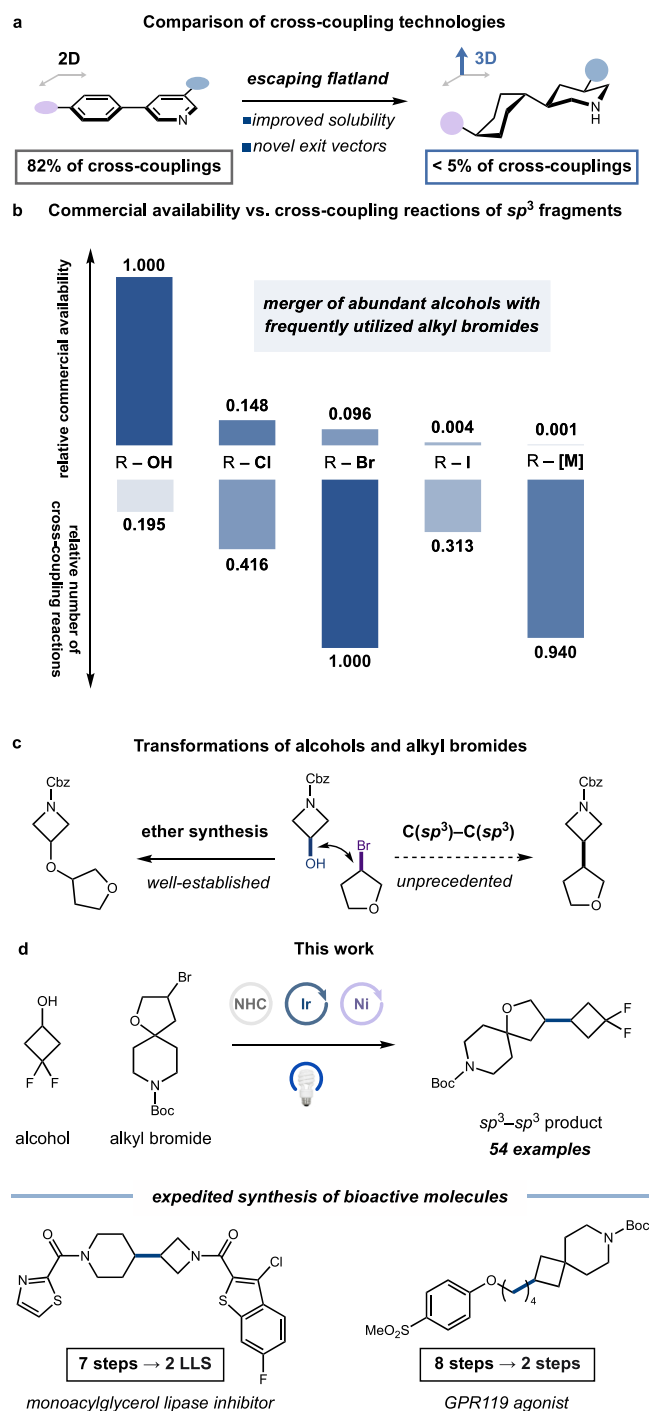 a Comparison of cross-coupling technologies
2D
N
escaping flatland
improved solubility
novel exit vectors
3D
N
H
82% of cross-couplings
< 5% of cross-couplings
b Commercial availability vs. cross-coupling reactions of sp³ fragments
relative commercial availability
relative number of
cross-coupling reactions
merger of abundant alcohols with
frequently utilized alkyl bromides
1.000
0.148
0.096
0.004
0.001
R – OH
R – Cl
R – Br
R – I
R – [M]
0.195
0.416
1.000
0.313
0.940
c Transformations of alcohols and alkyl bromides
Cbz
N
O
O
ether synthesis
well-established
Cbz
N
OH
Br
O
C(sp³)–C(sp³)
unprecedented
Cbz
N
O
d This work
OH
F F
alcohol
Br
O
N
Boc
alkyl bromide
NHC
Ir
Ni
O
N
Boc
F
F
sp³–sp³ product
54 examples
expedited synthesis of bioactive molecules
O
N
N
S
N
O
Cl
S
F
7 steps → 2 LLS
monoacylglycerol lipase inhibitor
Boc
N
O
4
MeO₂S
8 steps → 2 steps
GPR119 agonist